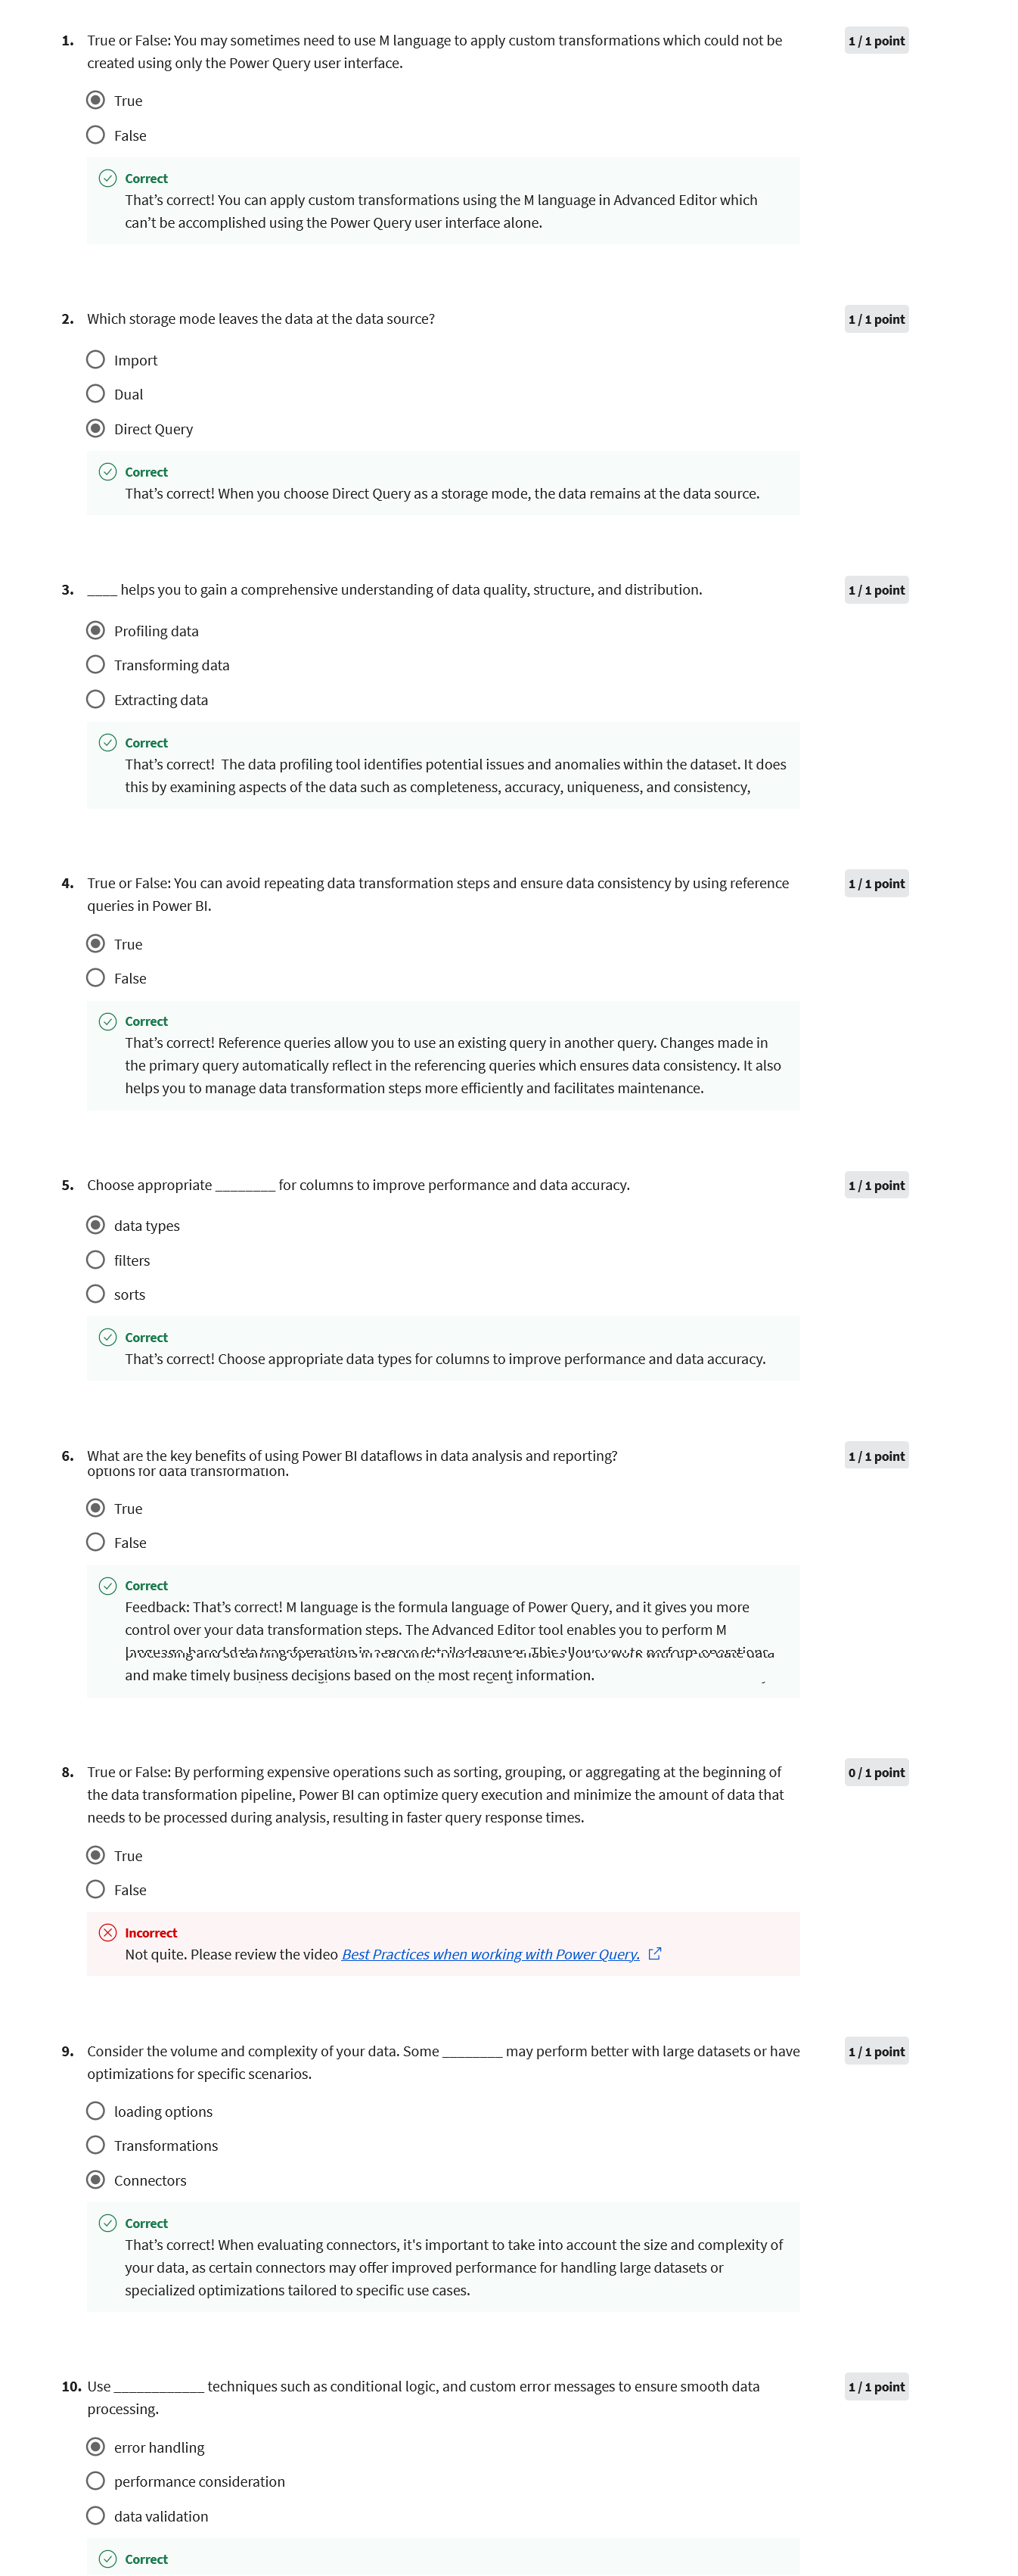 1. True or False: You may sometimes need to use M language to apply custom transformations which could not be
created using only the Power Query user interface.
1 / 1 point
True
False
Correct
That’s correct! You can apply custom transformations using the M language in Advanced Editor which
can’t be accomplished using the Power Query user interface alone.
2. Which storage mode leaves the data at the data source?
1 / 1 point
Import
Dual
Direct Query
Correct
That’s correct! When you choose Direct Query as a storage mode, the data remains at the data source.
3. ____ helps you to gain a comprehensive understanding of data quality, structure, and distribution.
1 / 1 point
Profiling data
Transforming data
Extracting data
Correct
That’s correct! The data profiling tool identifies potential issues and anomalies within the dataset. It does
this by examining aspects of the data such as completeness, accuracy, uniqueness, and consistency,
4. True or False: You can avoid repeating data transformation steps and ensure data consistency by using reference
queries in Power BI.
1 / 1 point
True
False
Correct
That’s correct! Reference queries allow you to use an existing query in another query. Changes made in
the primary query automatically reflect in the referencing queries which ensures data consistency. It also
helps you to manage data transformation steps more efficiently and facilitates maintenance.
5. Choose appropriate ________ for columns to improve performance and data accuracy.
1 / 1 point
data types
filters
sorts
Correct
That’s correct! Choose appropriate data types for columns to improve performance and data accuracy.
6. What are the key benefits of using Power BI dataflows in data analysis and reporting?
1 / 1 point
options for data transformation.
True
False
Correct
Feedback: That’s correct! M language is the formula language of Power Query, and it gives you more
control over your data transformation steps. The Advanced Editor tool enables you to perform M
and make timely business decisions based on the most recent information.
8. True or False: By performing expensive operations such as sorting, grouping, or aggregating at the beginning of
the data transformation pipeline, Power BI can optimize query execution and minimize the amount of data that
needs to be processed during analysis, resulting in faster query response times.
0 / 1 point
True
False
Incorrect
Not quite. Please review the video Best Practices when working with Power Query.
9. Consider the volume and complexity of your data. Some ________ may perform better with large datasets or have
optimizations for specific scenarios.
1 / 1 point
loading options
Transformations
Connectors
Correct
That’s correct! When evaluating connectors, it's important to take into account the size and complexity of
your data, as certain connectors may offer improved performance for handling large datasets or
specialized optimizations tailored to specific use cases.
10. Use ____________ techniques such as conditional logic, and custom error messages to ensure smooth data
processing.
1 / 1 point
error handling
performance consideration
data validation
Correct